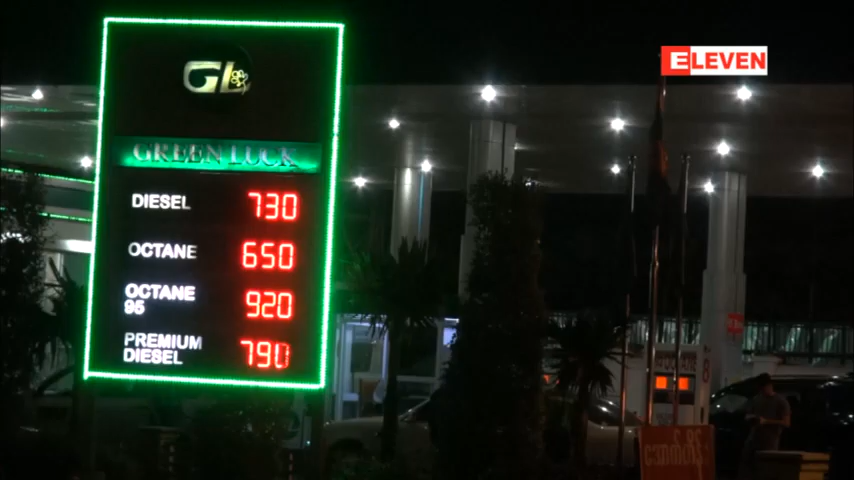 ELEVEN
GL
GREEN LUCK
DIESEL 730
OCTANE 650
OCTANE 95 920
PREMIUM DIESEL 790